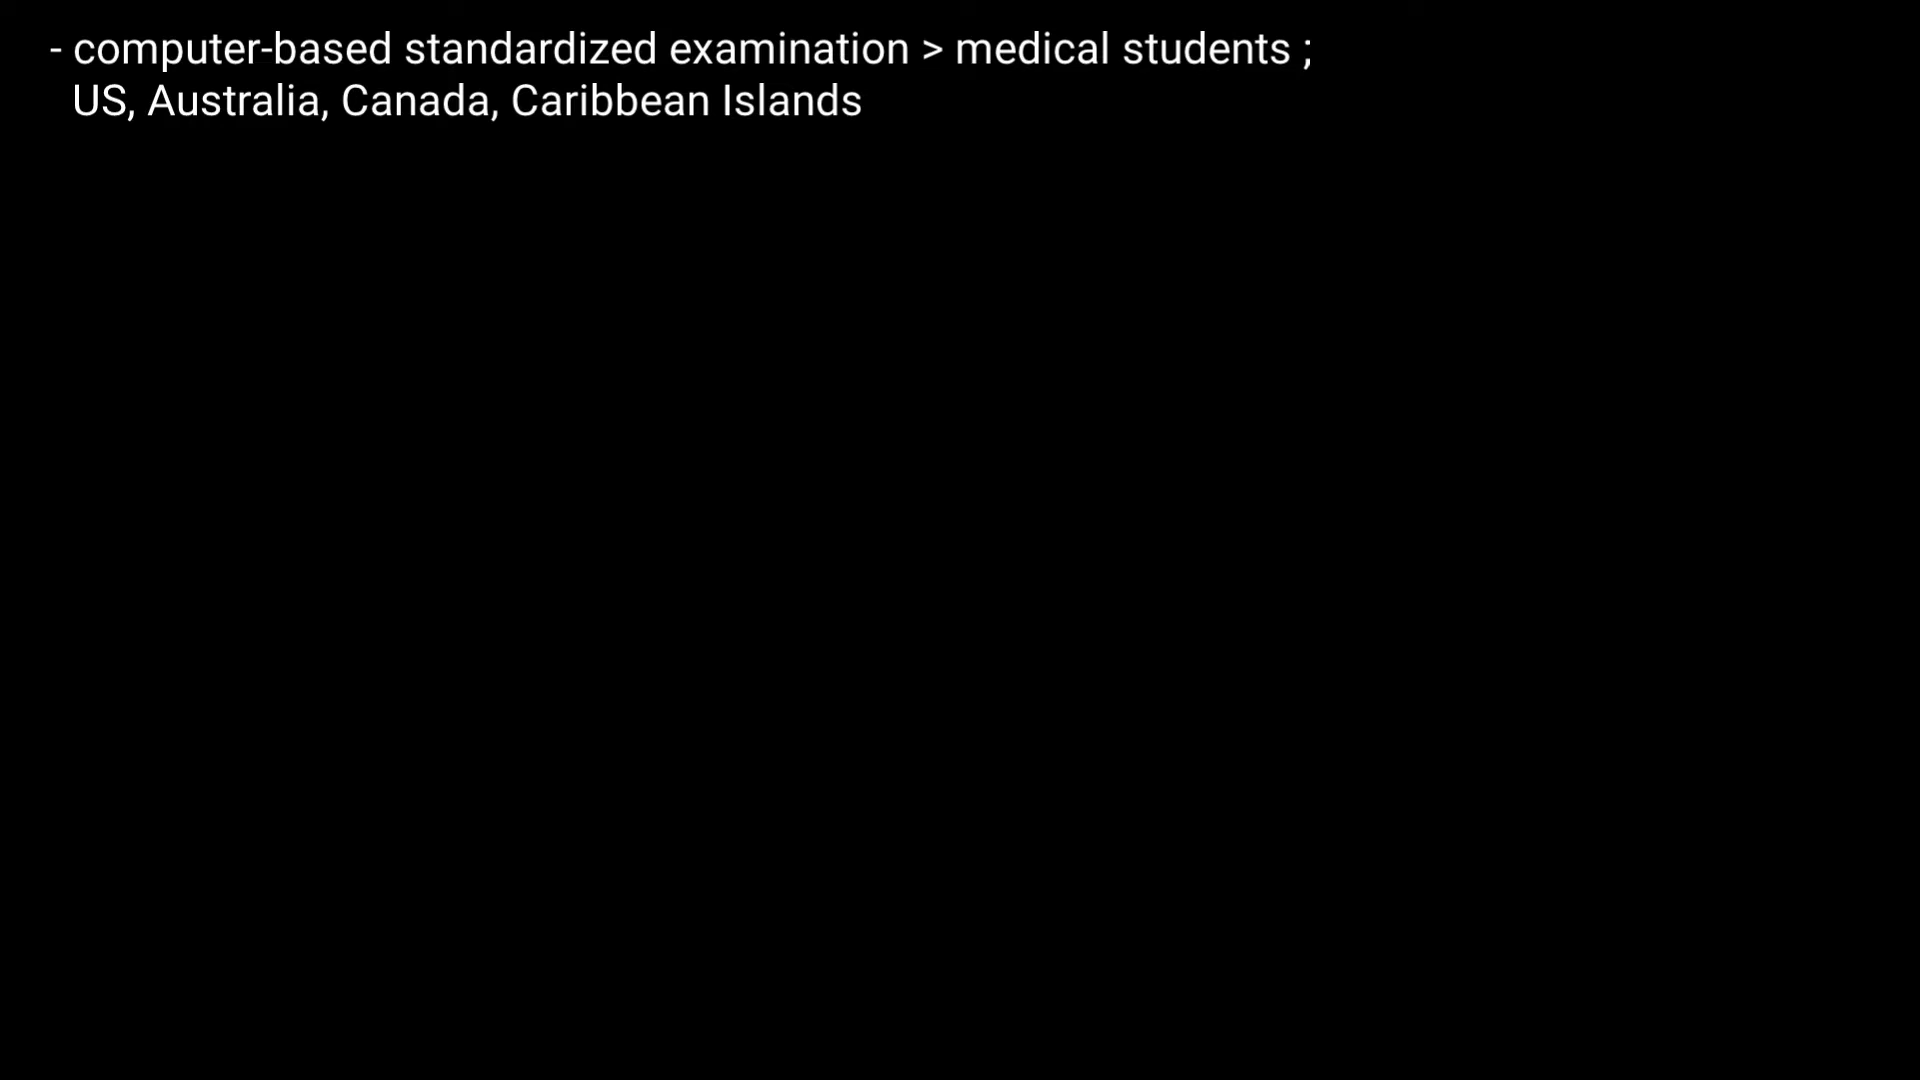 - computer-based standardized examination > medical students ;
US, Australia, Canada, Caribbean Islands